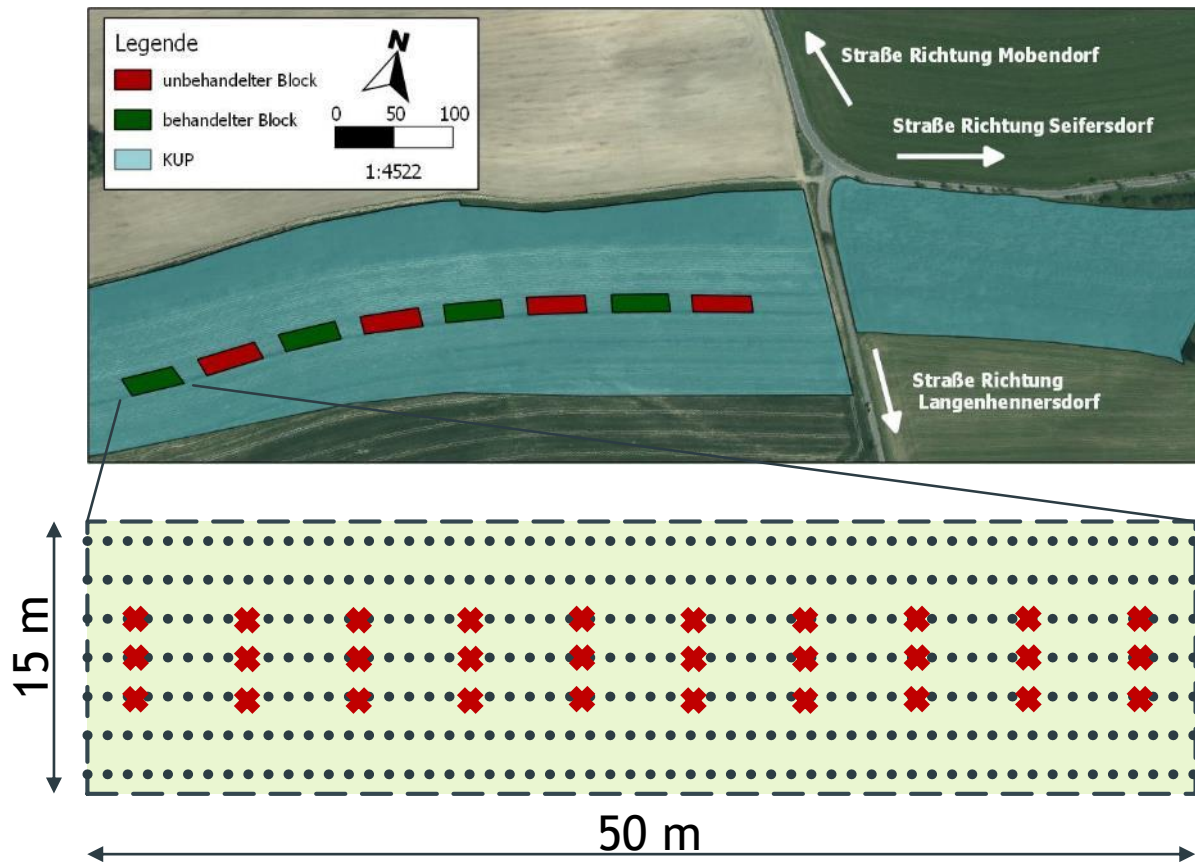 Legende
unbehandelter Block
behandelter Block
KUP
N
0 50 100
1:4522
Straße Richtung Mobendorf
Straße Richtung Seifersdorf
Straße Richtung
Langenhennersdorf
15 m
50 m